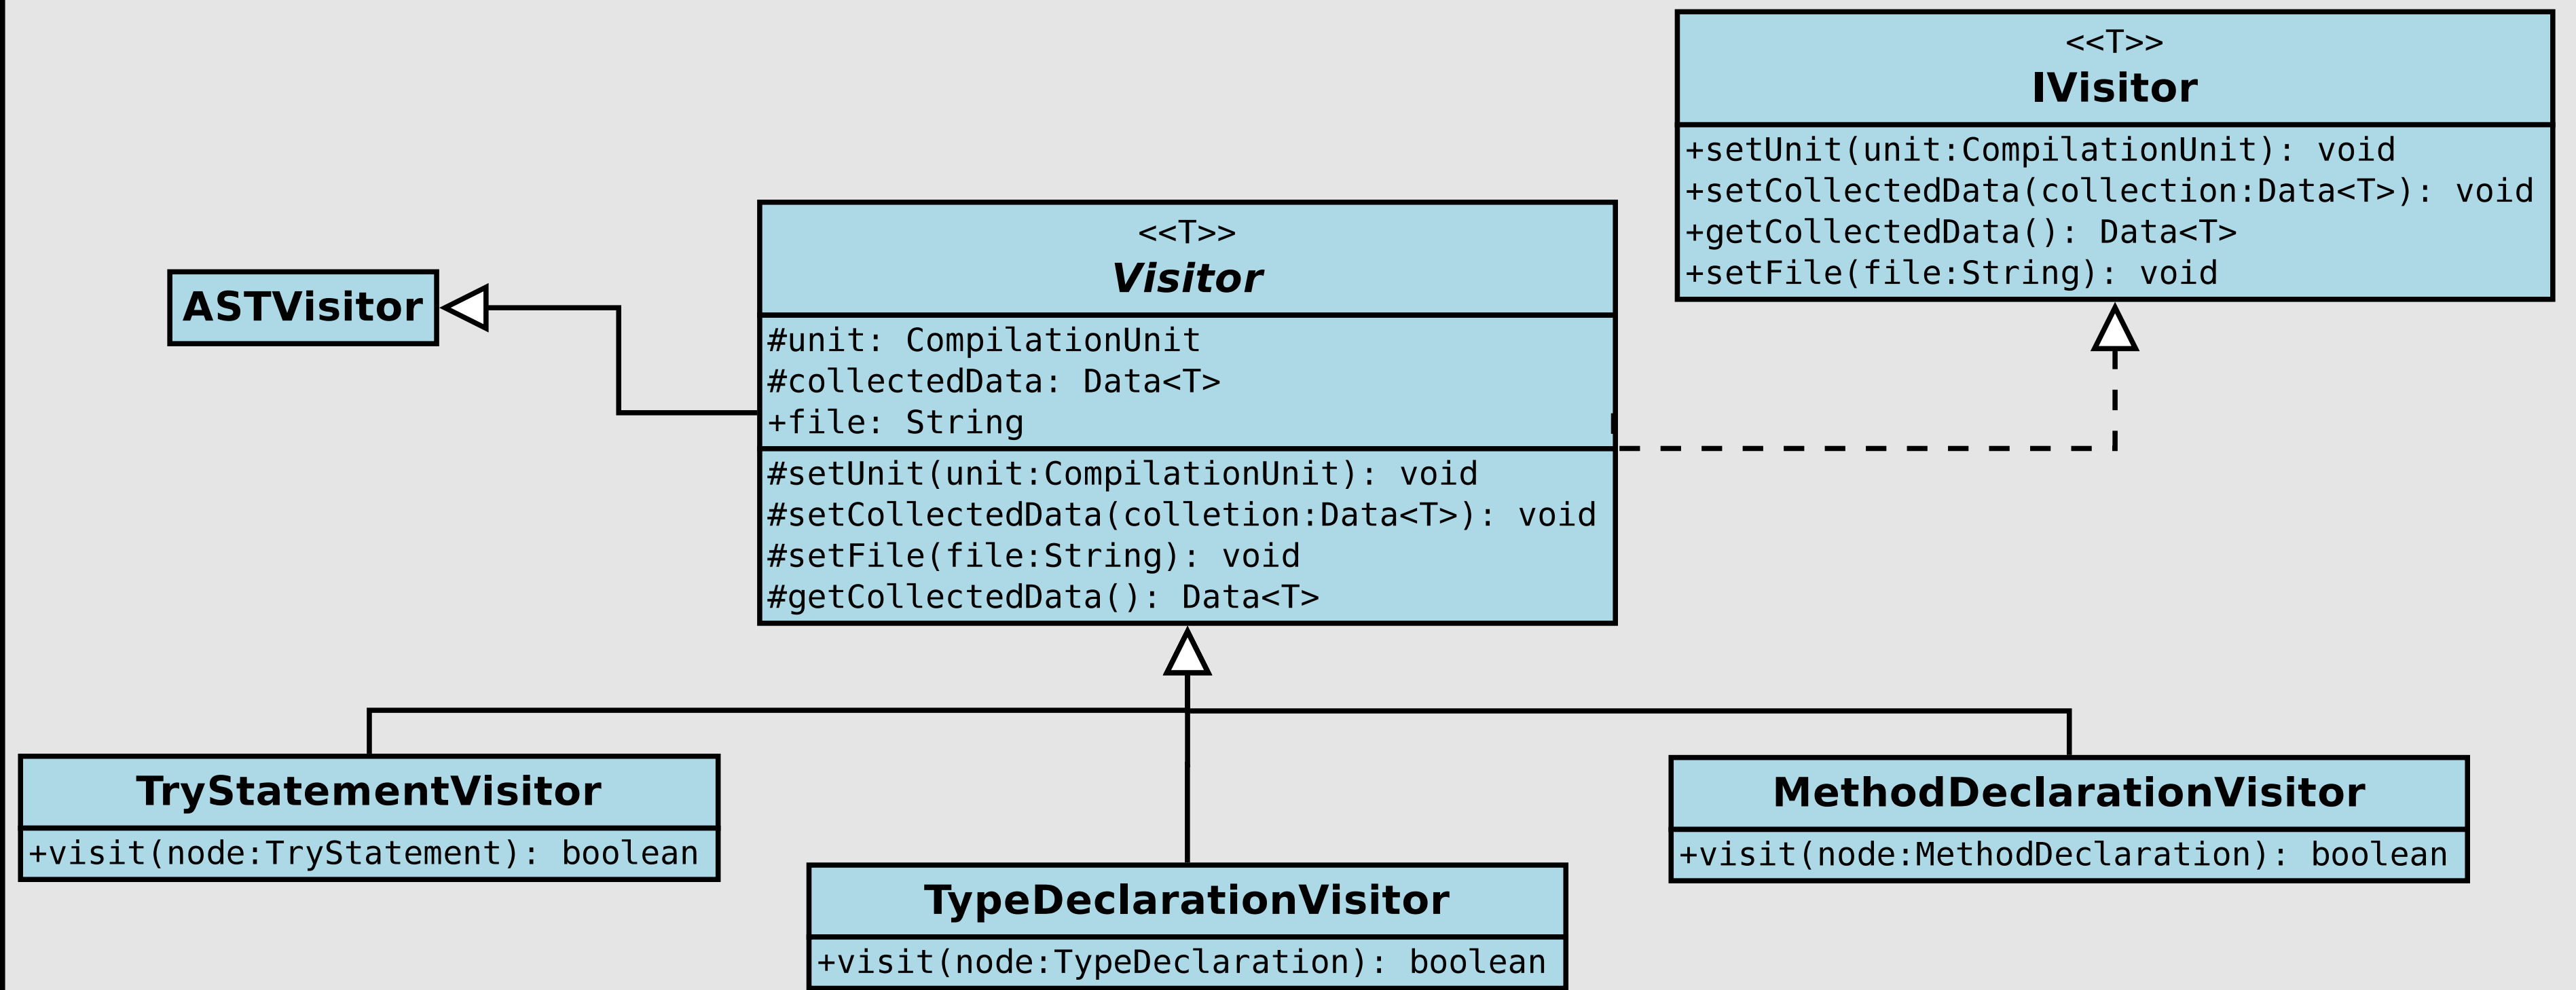 <<T>>
IVisitor
+setUnit(unit:CompilationUnit): void
+setCollectedData(collection:Data<T>): void
+getCollectedData(): Data<T>
+setFile(file:String): void
<<T>>
Visitor
#unit: CompilationUnit
#collectedData: Data<T>
+file: String
#setUnit(unit:CompilationUnit): void
#setCollectedData(colletion:Data<T>): void
#setFile(file:String): void
#getCollectedData(): Data<T>
ASTVisitor
TryStatementVisitor
+visit(node:TryStatement): boolean
TypeDeclarationVisitor
+visit(node:TypeDeclaration): boolean
MethodDeclarationVisitor
+visit(node:MethodDeclaration): boolean